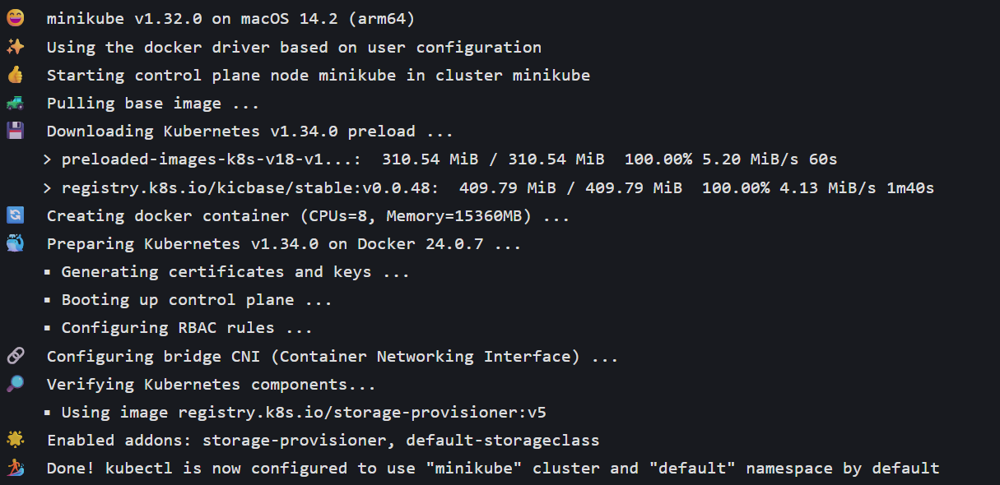 😄 minikube v1.32.0 on macOS 14.2 (arm64)
✨ Using the docker driver based on user configuration
👍 Starting control plane node minikube in cluster minikube
🚜 Pulling base image ...
💾 Downloading Kubernetes v1.34.0 preload ...
> preloaded-images-k8s-v18-v1...: 310.54 MiB / 310.54 MiB 100.00% 5.20 MiB/s 60s
> registry.k8s.io/kicbase/stable:v0.0.48: 409.79 MiB / 409.79 MiB 100.00% 4.13 MiB/s 1m40s
🔄 Creating docker container (CPUs=8, Memory=15360MB) ...
🐳 Preparing Kubernetes v1.34.0 on Docker 24.0.7 ...
▪ Generating certificates and keys ...
▪ Booting up control plane ...
▪ Configuring RBAC rules ...
🔗 Configuring bridge CNI (Container Networking Interface) ...
🔎 Verifying Kubernetes components...
▪ Using image registry.k8s.io/storage-provisioner:v5
🌟 Enabled addons: storage-provisioner, default-storageclass
🏄 Done! kubectl is now configured to use "minikube" cluster and "default" namespace by default